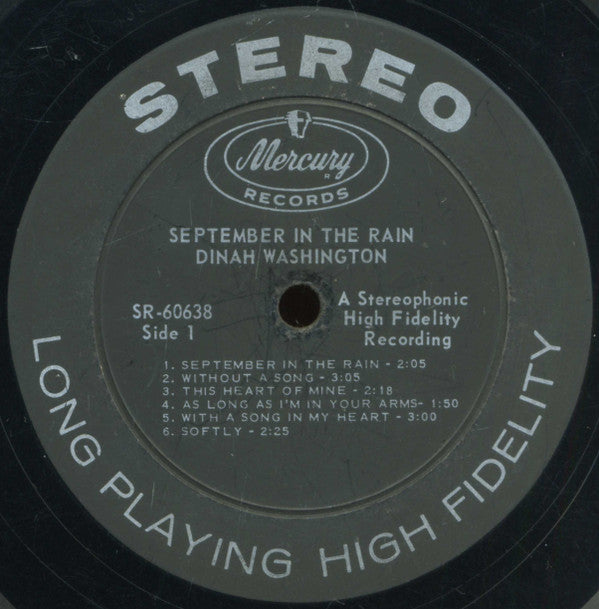 STEREO
Mercury
R
RECORDS
SEPTEMBER IN THE RAIN
DINAH WASHINGTON
SR-60638
Side 1
A Stereophonic
High Fidelity
Recording
1. SEPTEMBER IN THE RAIN - 2:05
2. WITHOUT A SONG - 3:05
3. THIS HEART OF MINE - 2:18
4. AS LONG AS I'M IN YOUR ARMS- 1:50
5. WITH A SONG IN MY HEART - 3:00
6. SOFTLY - 2:25
LONG PLAYING HIGH FIDELITY